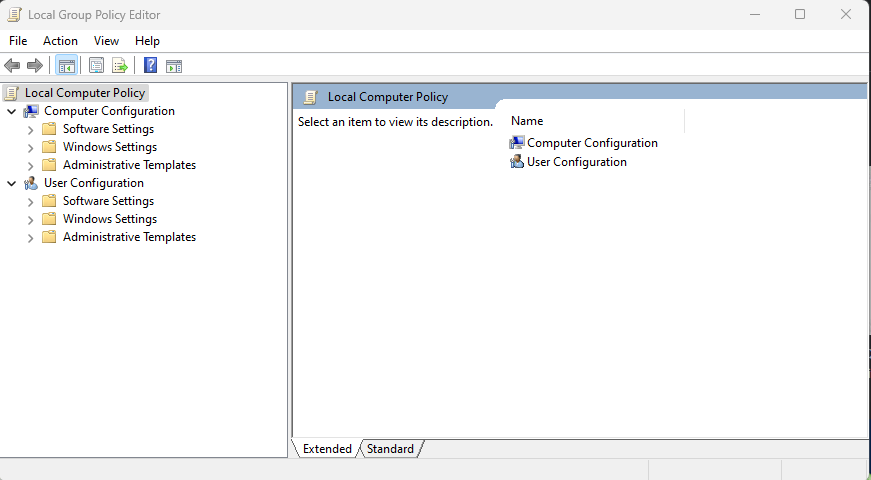 Local Group Policy Editor
File Action View Help
Local Computer Policy
Computer Configuration
Software Settings
Windows Settings
Administrative Templates
User Configuration
Software Settings
Windows Settings
Administrative Templates
Local Computer Policy
Select an item to view its description.
Name
Computer Configuration
User Configuration
Extended Standard